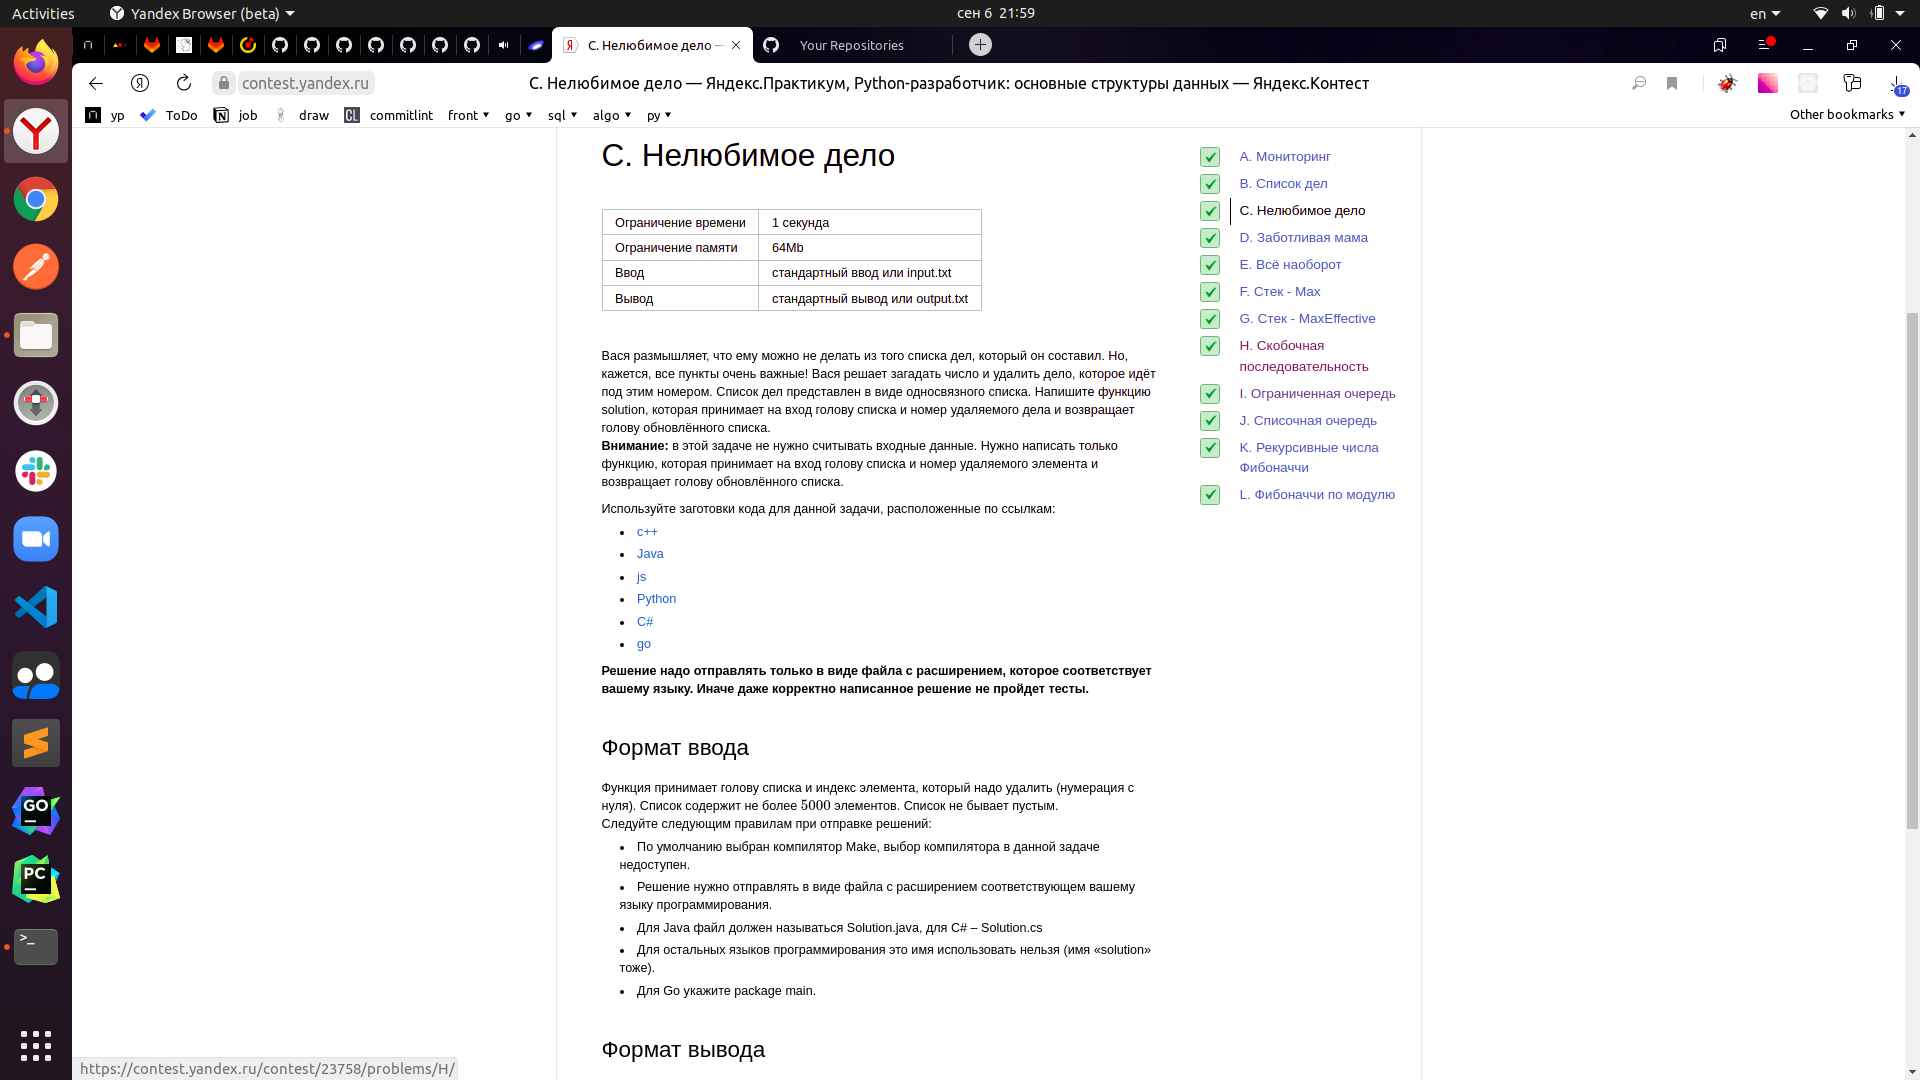 Activities
Yandex Browser (beta)
сен 6 21:59
en
С. Нелюбимое дело —
Your Repositories
contest.yandex.ru
С. Нелюбимое дело — Яндекс.Практикум, Python-разработчик: основные структуры данных — Яндекс.Контест
17
yp
ToDo
job
draw
CL
commitlint
front
go
sql
algo
py
Other bookmarks
C. Нелюбимое дело
Ограничение времени 1 секунда
Ограничение памяти 64Mb
Ввод стандартный ввод или input.txt
Вывод стандартный вывод или output.txt
Вася размышляет, что ему можно не делать из того списка дел, который он составил. Но,
кажется, все пункты очень важные! Вася решает загадать число и удалить дело, которое идёт
под этим номером. Список дел представлен в виде односвязного списка. Напишите функцию
solution, которая принимает на вход голову списка и номер удаляемого дела и возвращает
голову обновлённого списка.
Внимание: в этой задаче не нужно считывать входные данные. Нужно написать только
функцию, которая принимает на вход голову списка и номер удаляемого элемента и
возвращает голову обновлённого списка.
Используйте заготовки кода для данной задачи, расположенные по ссылкам:
c++
Java
js
Python
C#
go
Решение надо отправлять только в виде файла с расширением, которое соответствует
вашему языку. Иначе даже корректно написанное решение не пройдет тесты.
Формат ввода
Функция принимает голову списка и индекс элемента, который надо удалить (нумерация с
нуля). Список содержит не более 5000 элементов. Список не бывает пустым.
Следуйте следующим правилам при отправке решений:
По умолчанию выбран компилятор Make, выбор компилятора в данной задаче
недоступен.
Решение нужно отправлять в виде файла с расширением соответствующем вашему
языку программирования.
Для Java файл должен называться Solution.java, для C# – Solution.cs
Для остальных языков программирования это имя использовать нельзя (имя «solution»
тоже).
Для Go укажите package main.
Формат вывода
A. Мониторинг
B. Список дел
C. Нелюбимое дело
D. Заботливая мама
E. Всё наоборот
F. Стек - Max
G. Стек - MaxEffective
H. Скобочная
последовательность
I. Ограниченная очередь
J. Списочная очередь
K. Рекурсивные числа
Фибоначчи
L. Фибоначчи по модулю
GO
PC
>_
https://contest.yandex.ru/contest/23758/problems/H/